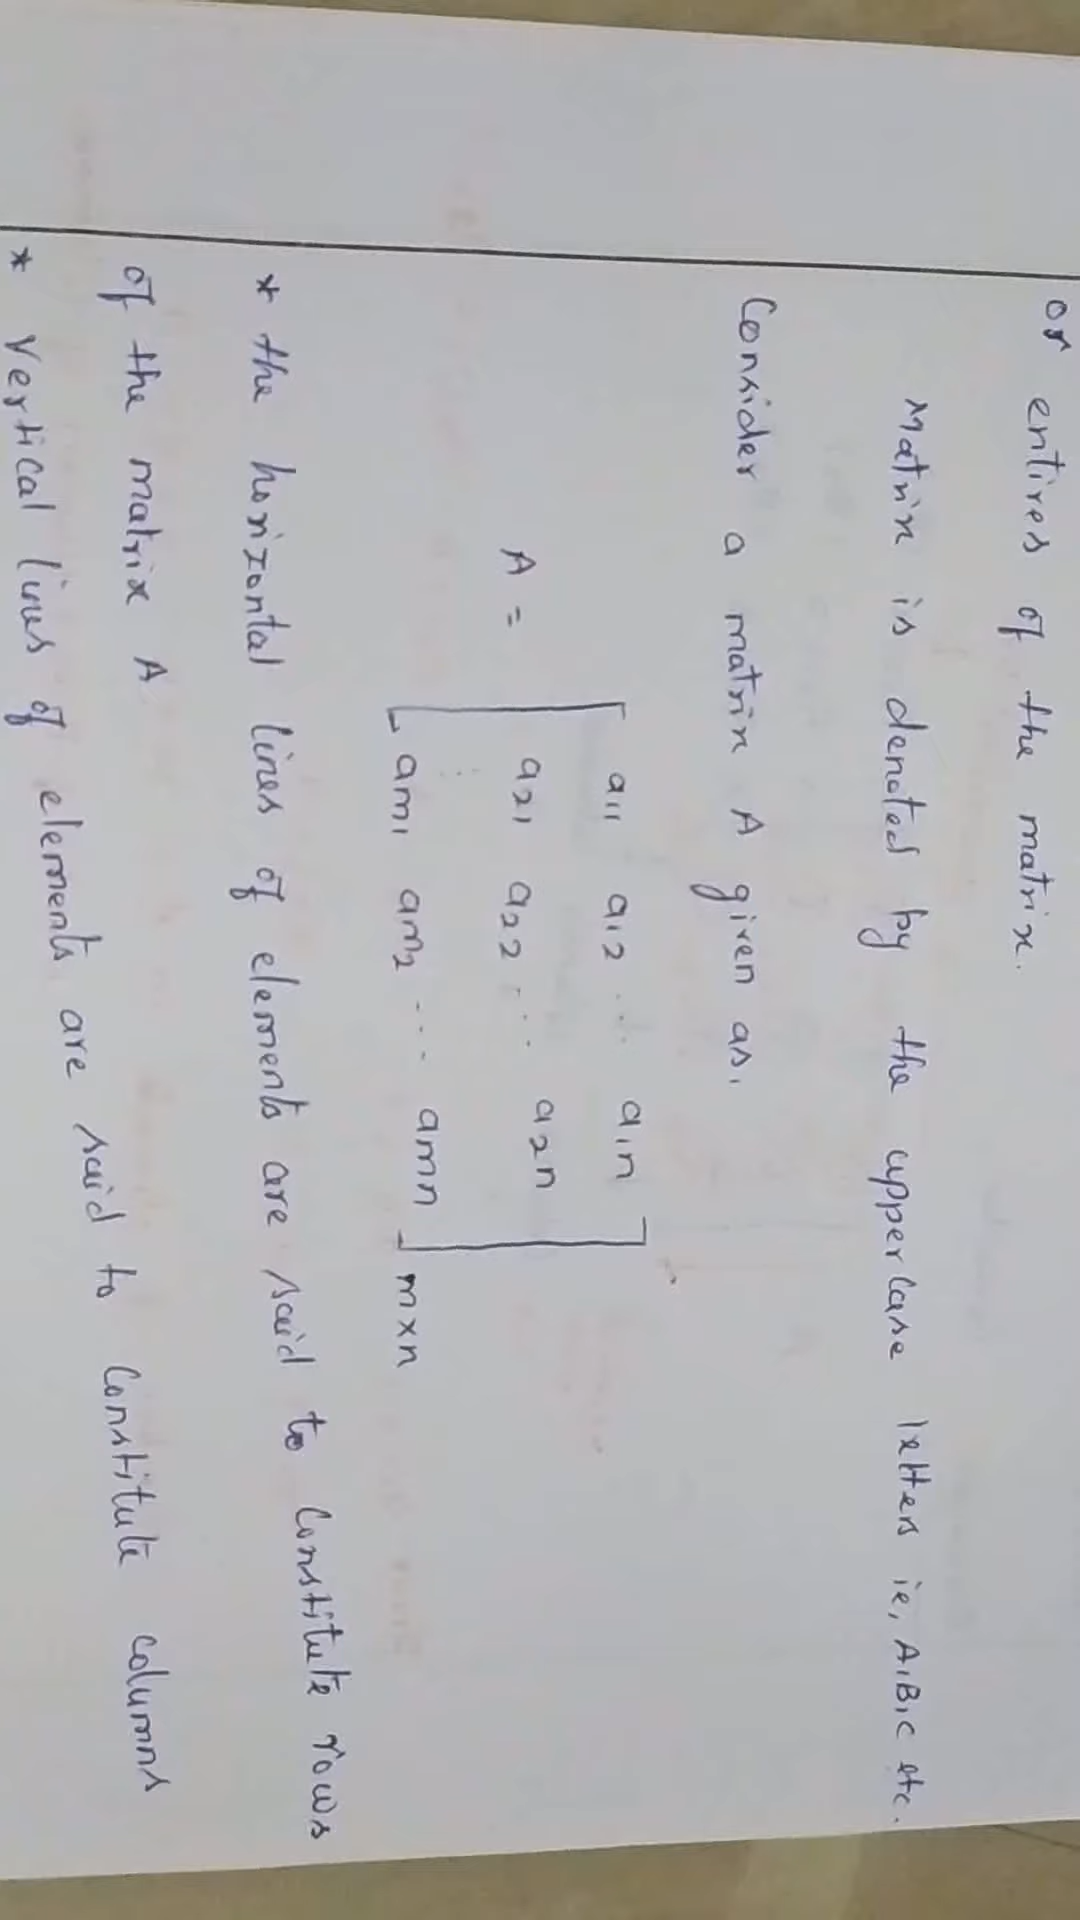 or entires of the matrix.
Matrix is denoted by the uppercase letters ie, A,B,C etc.
Consider a matrix A given as,
a11 a12 ... a1n
A = a21 a22 ... a2n
am1 am2 ... amn m×n
* the horizontal lines of elements are said to constitute rows
of the matrix A
* Vertical lines of elements are said to constitute columns